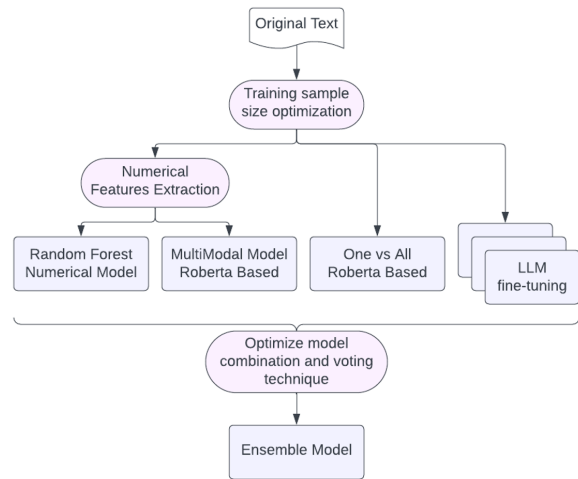 Original Text
Training sample
size optimization
Numerical
Features Extraction
Random Forest
Numerical Model
MultiModal Model
Roberta Based
One vs All
Roberta Based
LLM
fine-tuning
Optimize model
combination and voting
technique
Ensemble Model